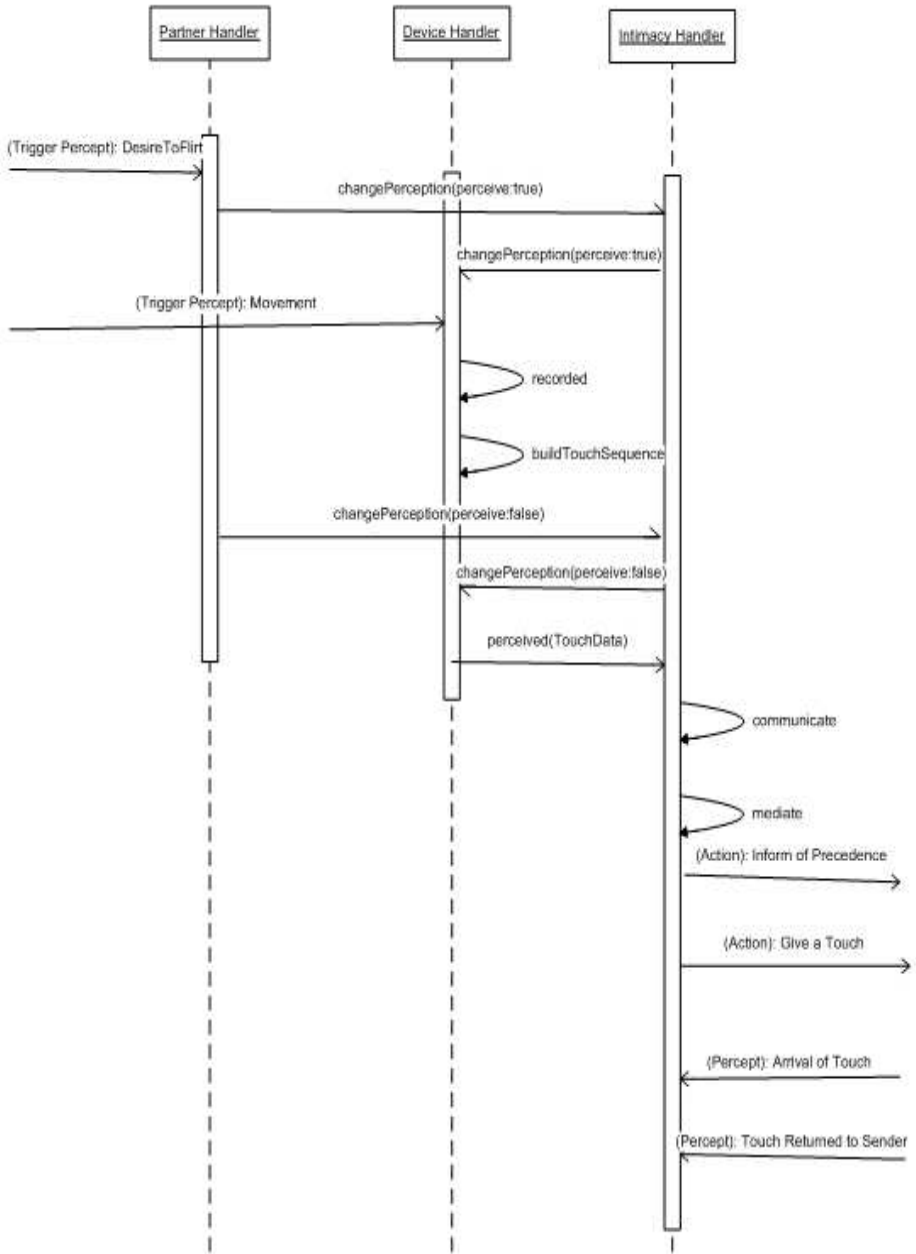 Partner Handler
Device Handler
Intimacy Handler
(Trigger Percept): DesireToFlirt
changePerception(perceive:true)
changePerception(perceive:true)
(Trigger Percept): Movement
recorded
buildTouchSequence
changePerception(perceive:false)
changePerception(perceive:false)
perceived(TouchData)
communicate
mediate
(Action): Inform of Precedence
(Action): Give a Touch
(Percept): Arrival of Touch
(Percept): Touch Returned to Sender